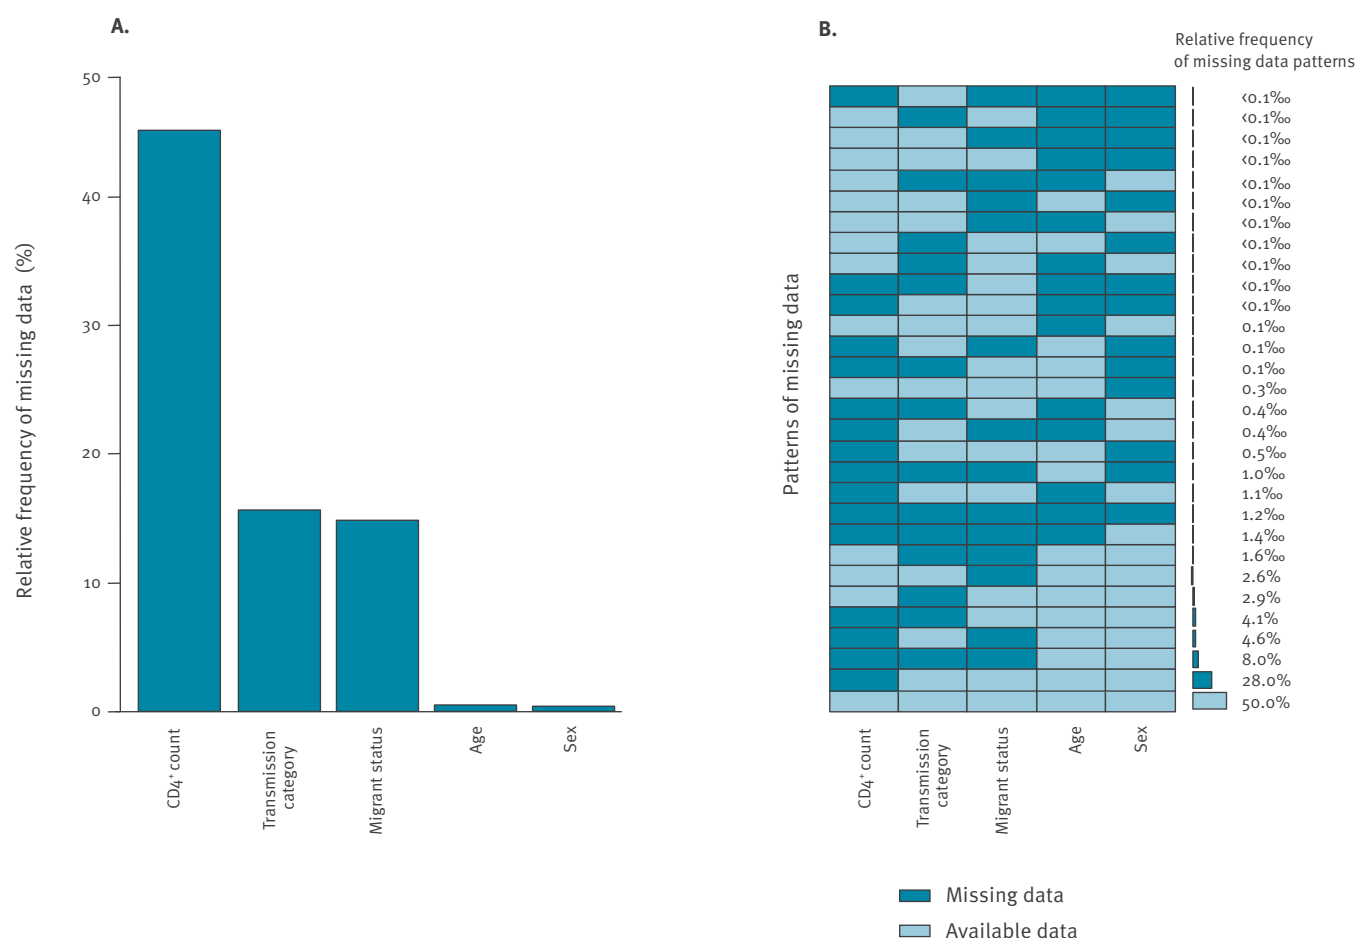 A.
Relative frequency of missing data (%)
50
40
30
20
10
0
CD4⁺ count
Transmission
category
Migrant status
Age
Sex
B.
Relative frequency
of missing data patterns
Patterns of missing data
<0.1‰
<0.1‰
<0.1‰
<0.1‰
<0.1‰
<0.1‰
<0.1‰
<0.1‰
<0.1‰
<0.1‰
<0.1‰
0.1‰
0.1‰
0.1‰
0.3‰
0.4‰
0.4‰
0.5‰
1.0‰
1.1‰
1.2‰
1.4‰
1.6‰
2.6%
2.9%
4.1%
4.6%
8.0%
28.0%
50.0%
CD4⁺ count
Transmission
category
Migrant status
Age
Sex
Missing data
Available data